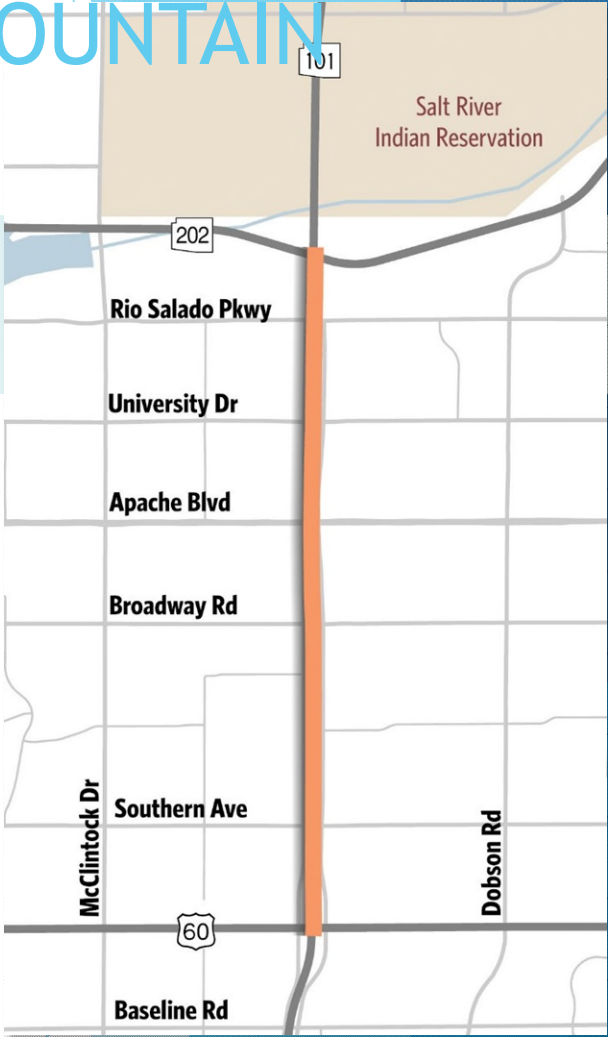 OUNTAIN
101
Salt River
Indian Reservation
202
Rio Salado Pkwy
University Dr
Apache Blvd
Broadway Rd
McClintock Dr
Southern Ave
Dobson Rd
60
Baseline Rd